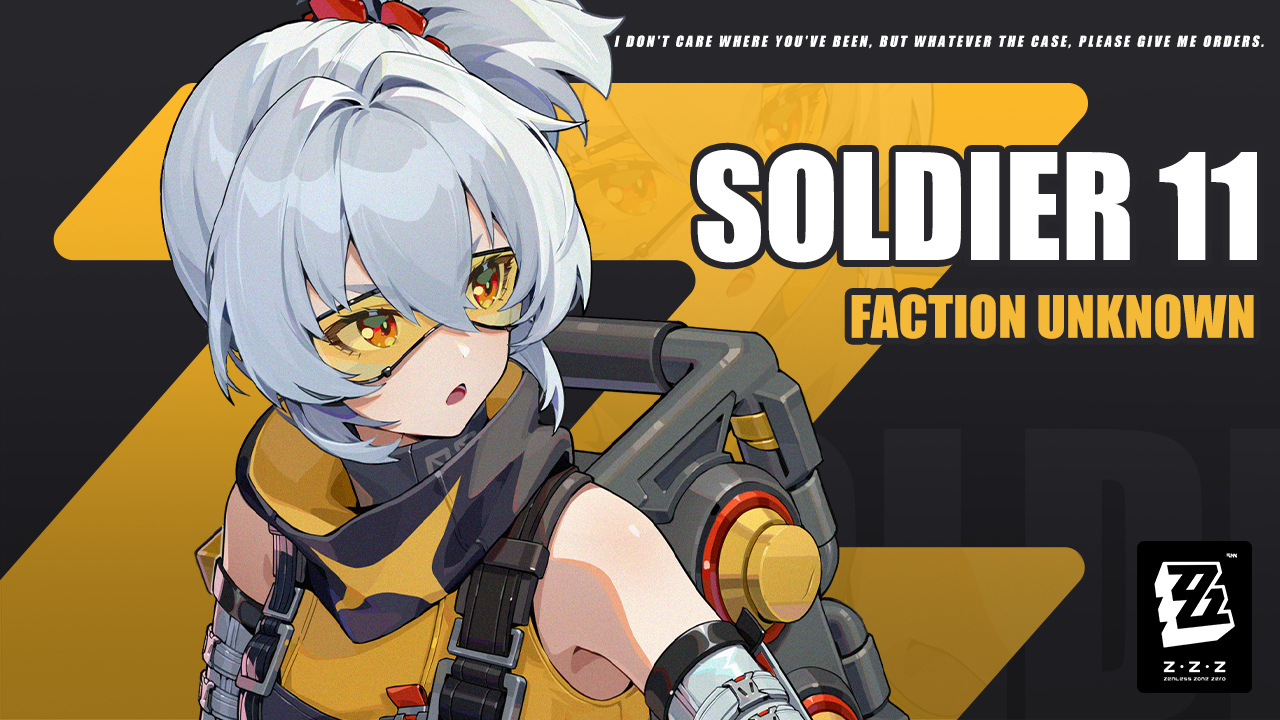 I DON'T CARE WHERE YOU'VE BEEN, BUT WHATEVER THE CASE, PLEASE GIVE ME ORDERS.
SOLDIER 11
FACTION UNKNOWN
Z·Z·Z
ZENLESS ZONE ZERO